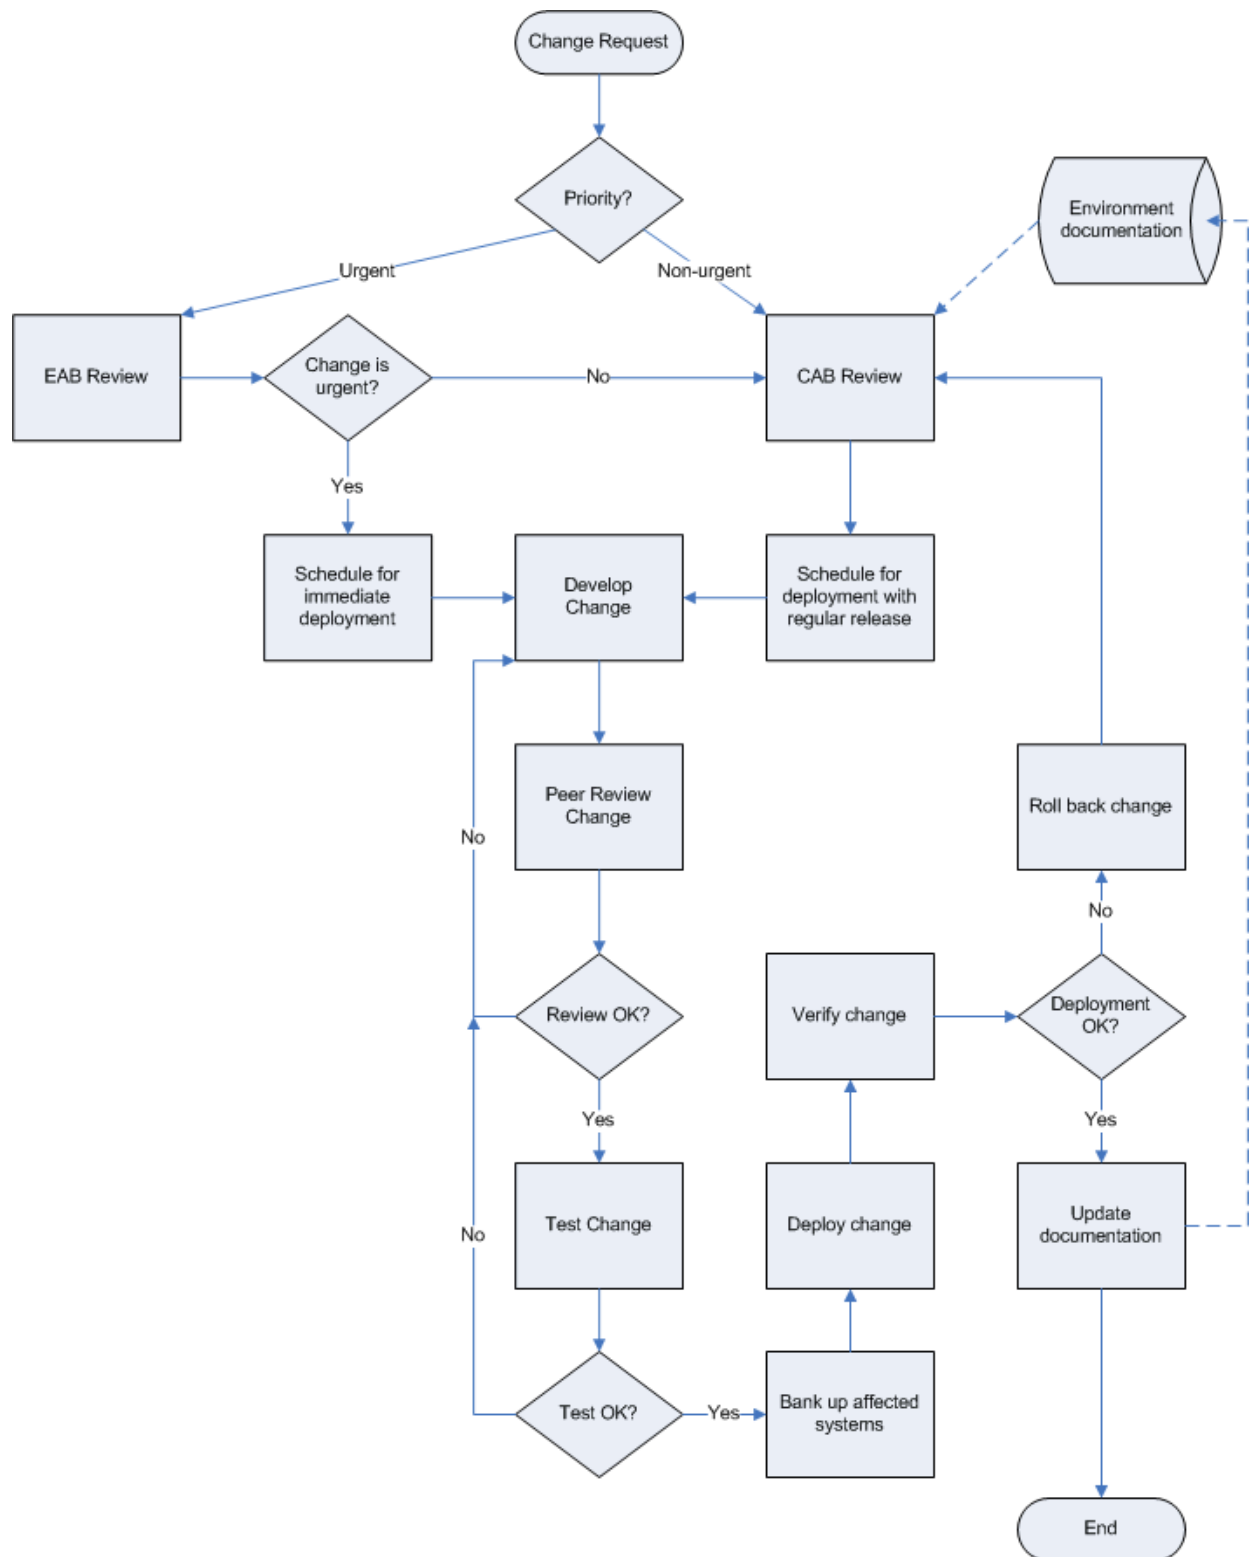 Change Request
Priority?
Environment
documentation
Urgent
Non-urgent
EAB Review
Change is
urgent?
No
CAB Review
Yes
Schedule for
immediate
deployment
Develop
Change
Schedule for
deployment with
regular release
Peer Review
Change
Roll back change
No
No
Review OK?
Verify change
Deployment
OK?
Yes
Yes
Test Change
Deploy change
Update
documentation
No
Test OK?
Yes
Bank up affected
systems
End